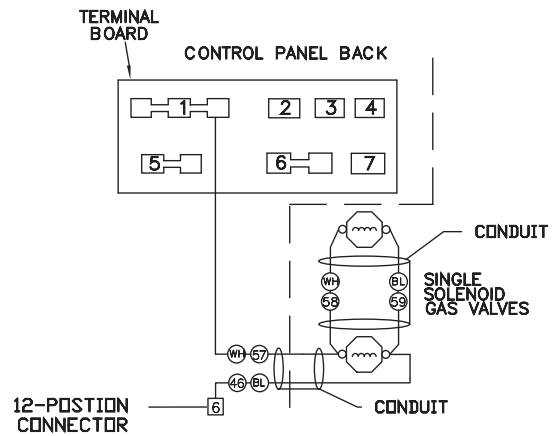 TERMINAL
BOARD
CONTROL PANEL BACK
1 2 3 4
5 6 7
CONDUIT
WH BL
58 59
SINGLE
SOLENOID
GAS VALVES
WH 57
46 BL
6
12-POSTION
CONNECTOR
CONDUIT